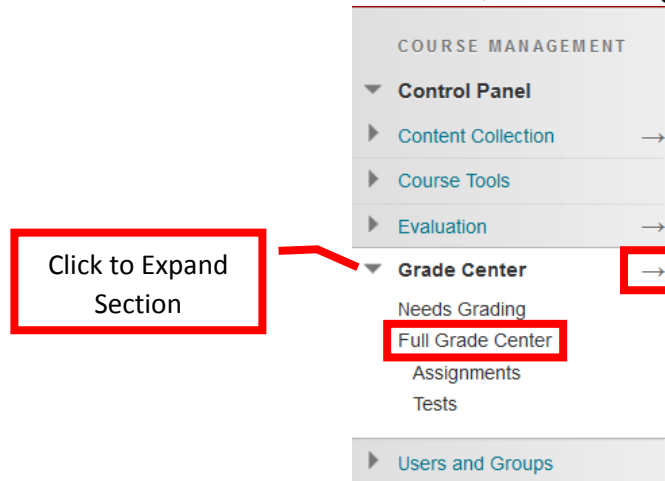 COURSE MANAGEMENT
Control Panel
Content Collection
Course Tools
Evaluation
Click to Expand
Section
Grade Center
Needs Grading
Full Grade Center
Assignments
Tests
Users and Groups